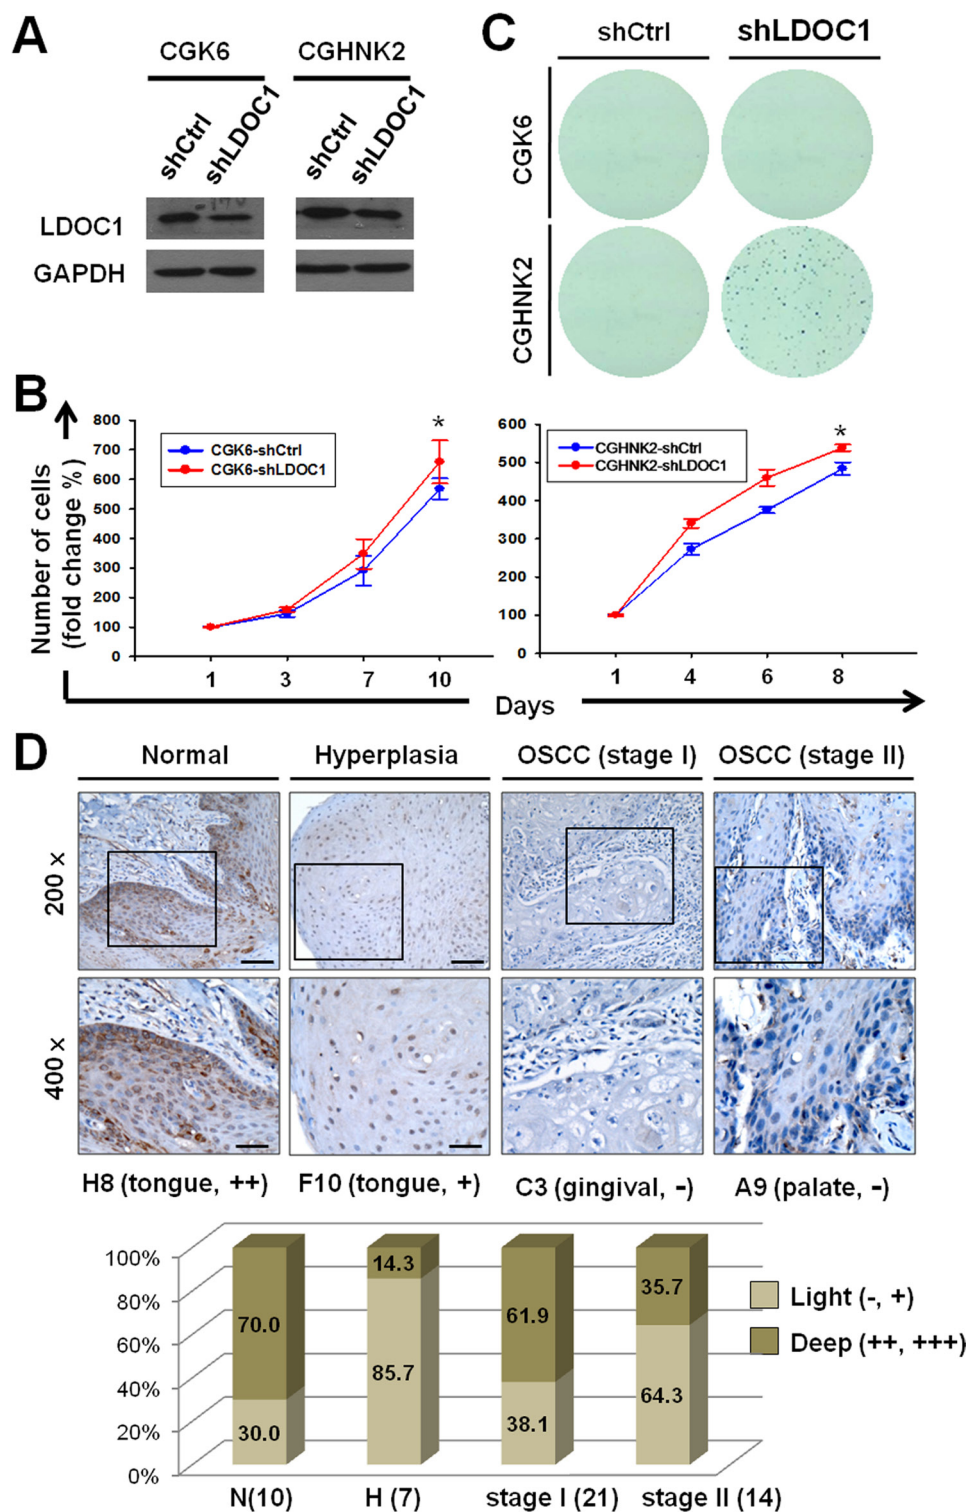 A
CGK6
CGHNK2
shCtrl
shLDOC1
shCtrl
shLDOC1
LDOC1
GAPDH
C
shCtrl
shLDOC1
CGK6
CGHNK2
B
Number of cells
(fold change %)
800
700
600
500
400
300
200
100
0
CGK6-shCtrl
CGK6-shLDOC1
*
1 3 7 10
600
500
400
300
200
100
0
CGHNK2-shCtrl
CGHNK2-shLDOC1
*
1 4 6 8
Days
D
Normal
Hyperplasia
OSCC (stage I)
OSCC (stage II)
200 x
400 x
H8 (tongue, ++)
F10 (tongue, +)
C3 (gingival, -)
A9 (palate, -)
100%
80%
60%
40%
20%
0%
70.0
30.0
14.3
85.7
61.9
38.1
35.7
64.3
Light (-, +)
Deep (++, +++)
N(10)
H (7)
stage I (21)
stage II (14)